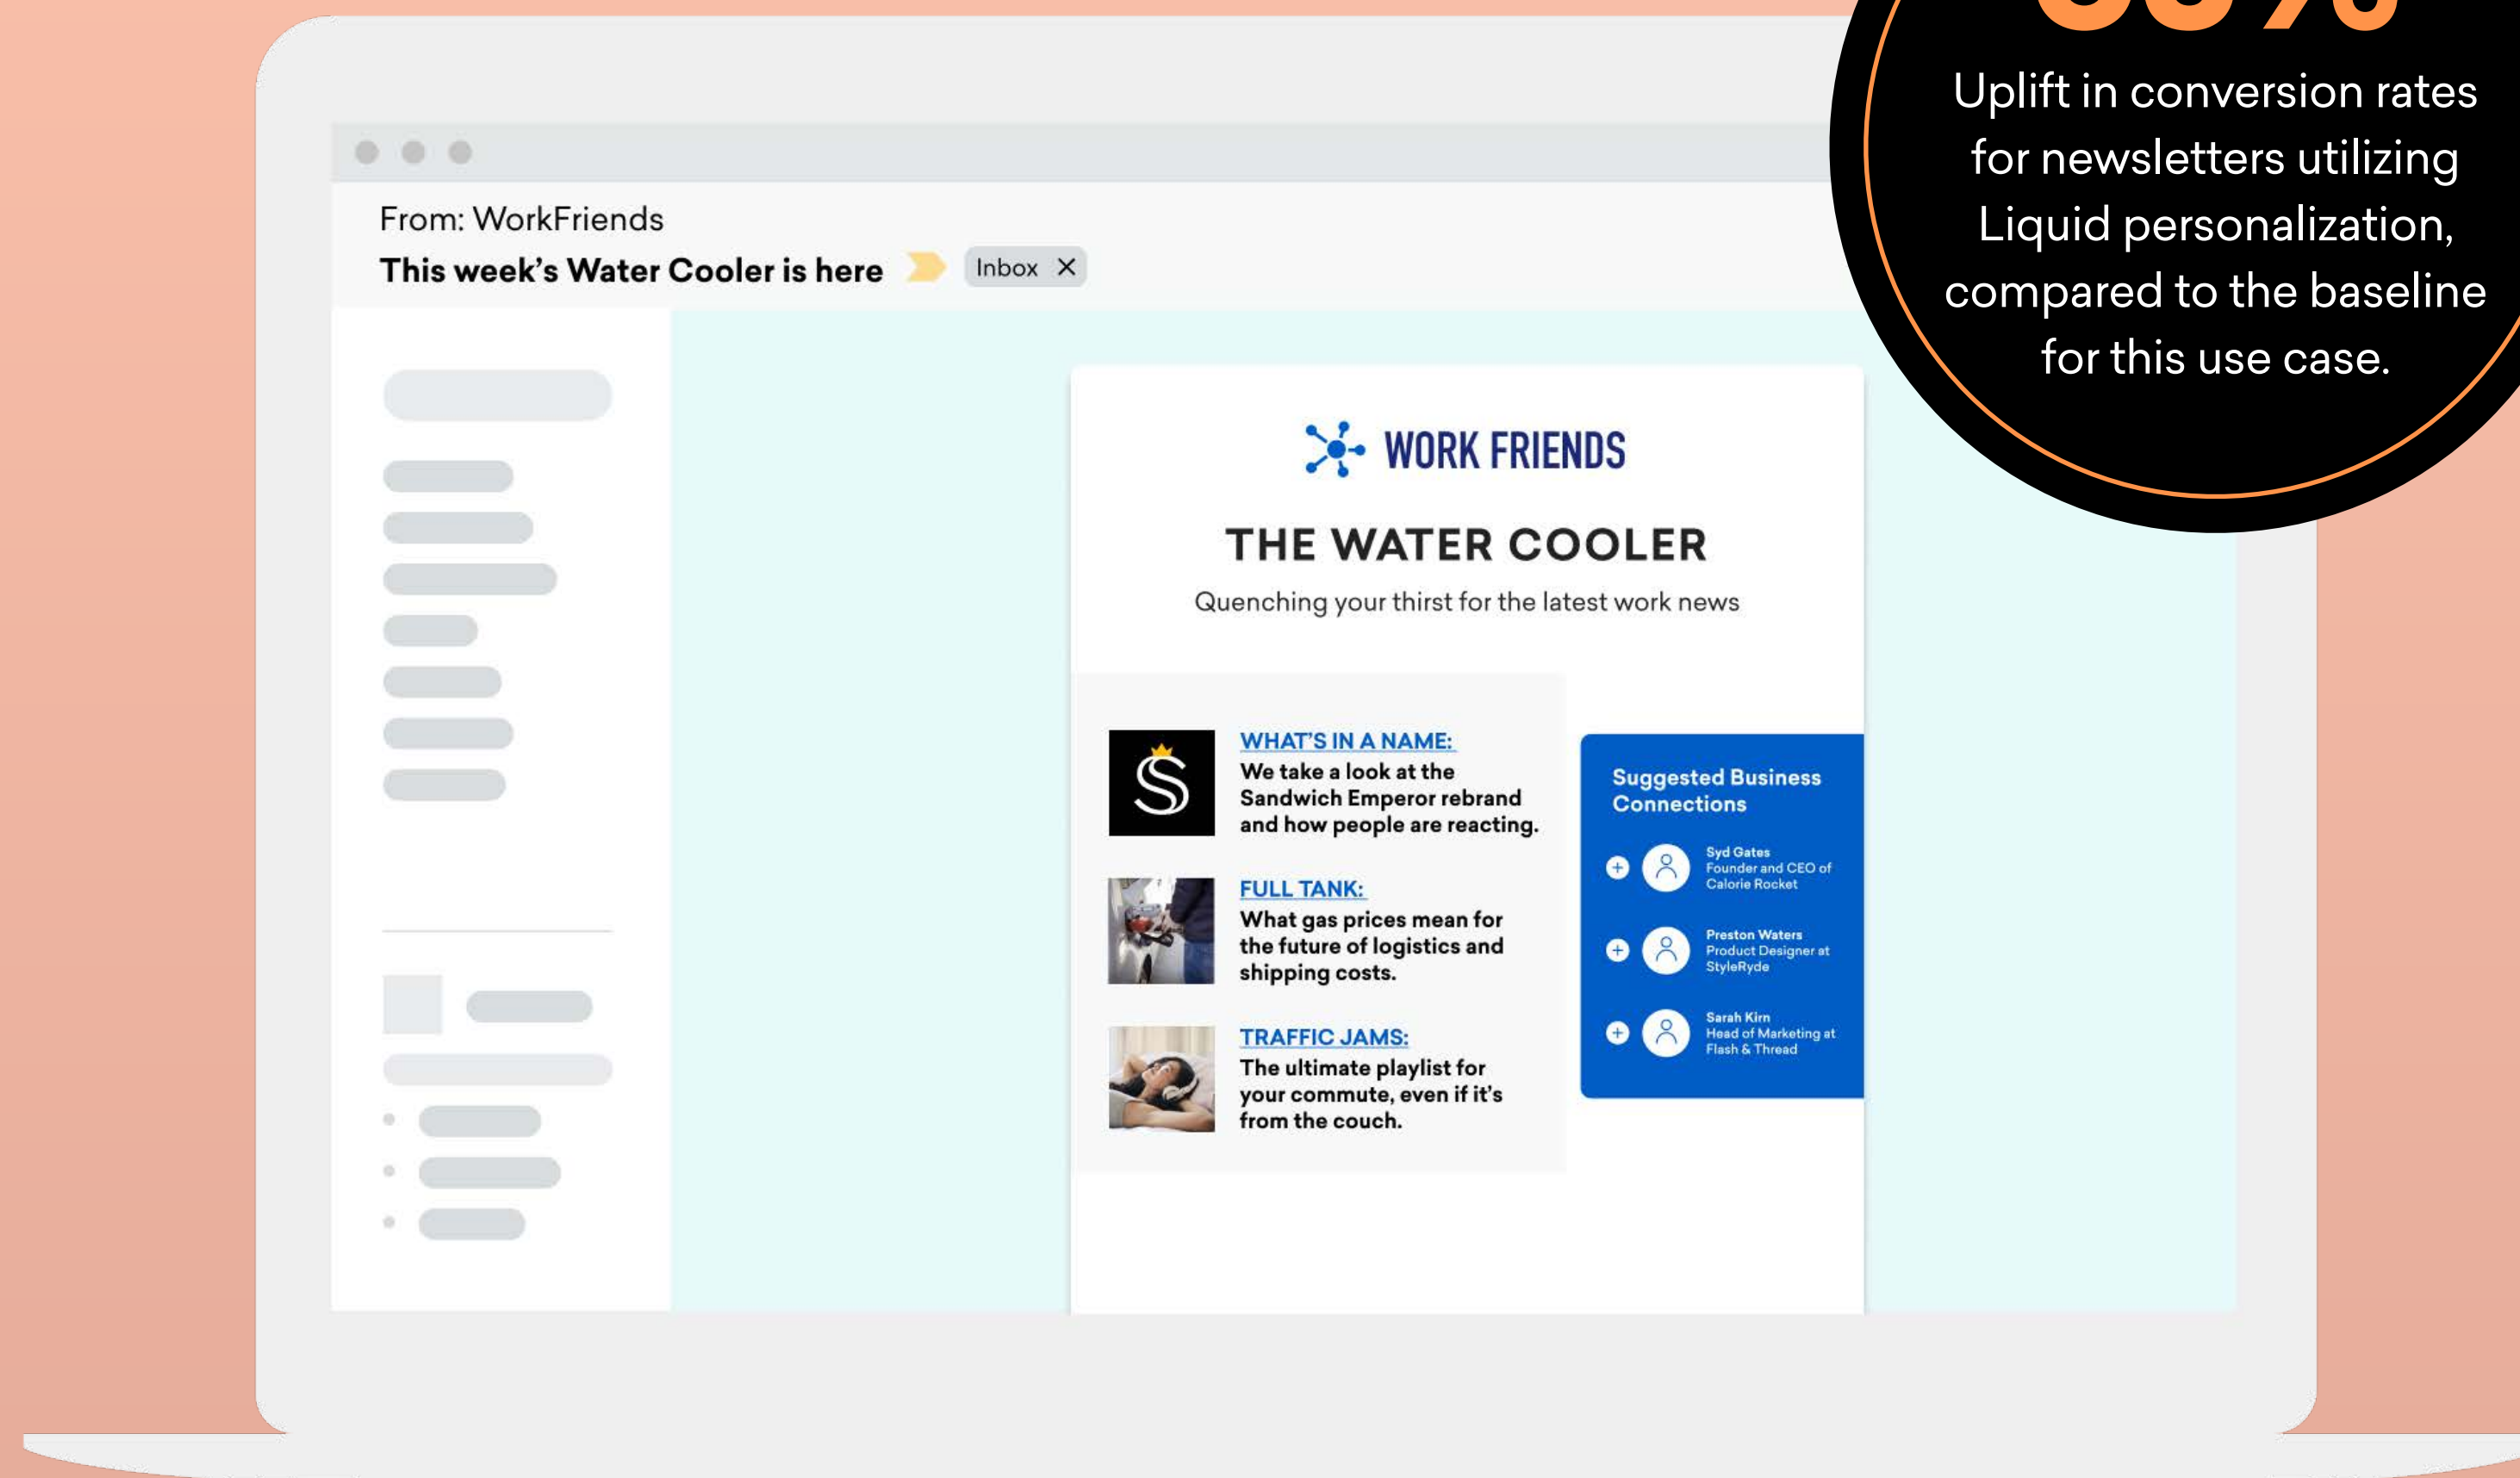 Uplift in conversion rates
for newsletters utilizing
Liquid personalization,
compared to the baseline
for this use case.
From: WorkFriends
This week's Water Cooler is here
Inbox X
WORK FRIENDS
THE WATER COOLER
Quenching your thirst for the latest work news
S
WHAT'S IN A NAME:
We take a look at the
Sandwich Emperor rebrand
and how people are reacting.
FULL TANK:
What gas prices mean for
the future of logistics and
shipping costs.
TRAFFIC JAMS:
The ultimate playlist for
your commute, even if it's
from the couch.
Suggested Business
Connections
Syd Gates
Founder and CEO of
Calorie Rocket
Preston Waters
Product Designer at
StyleRyde
Sarah Kirn
Head of Marketing at
Flash & Thread